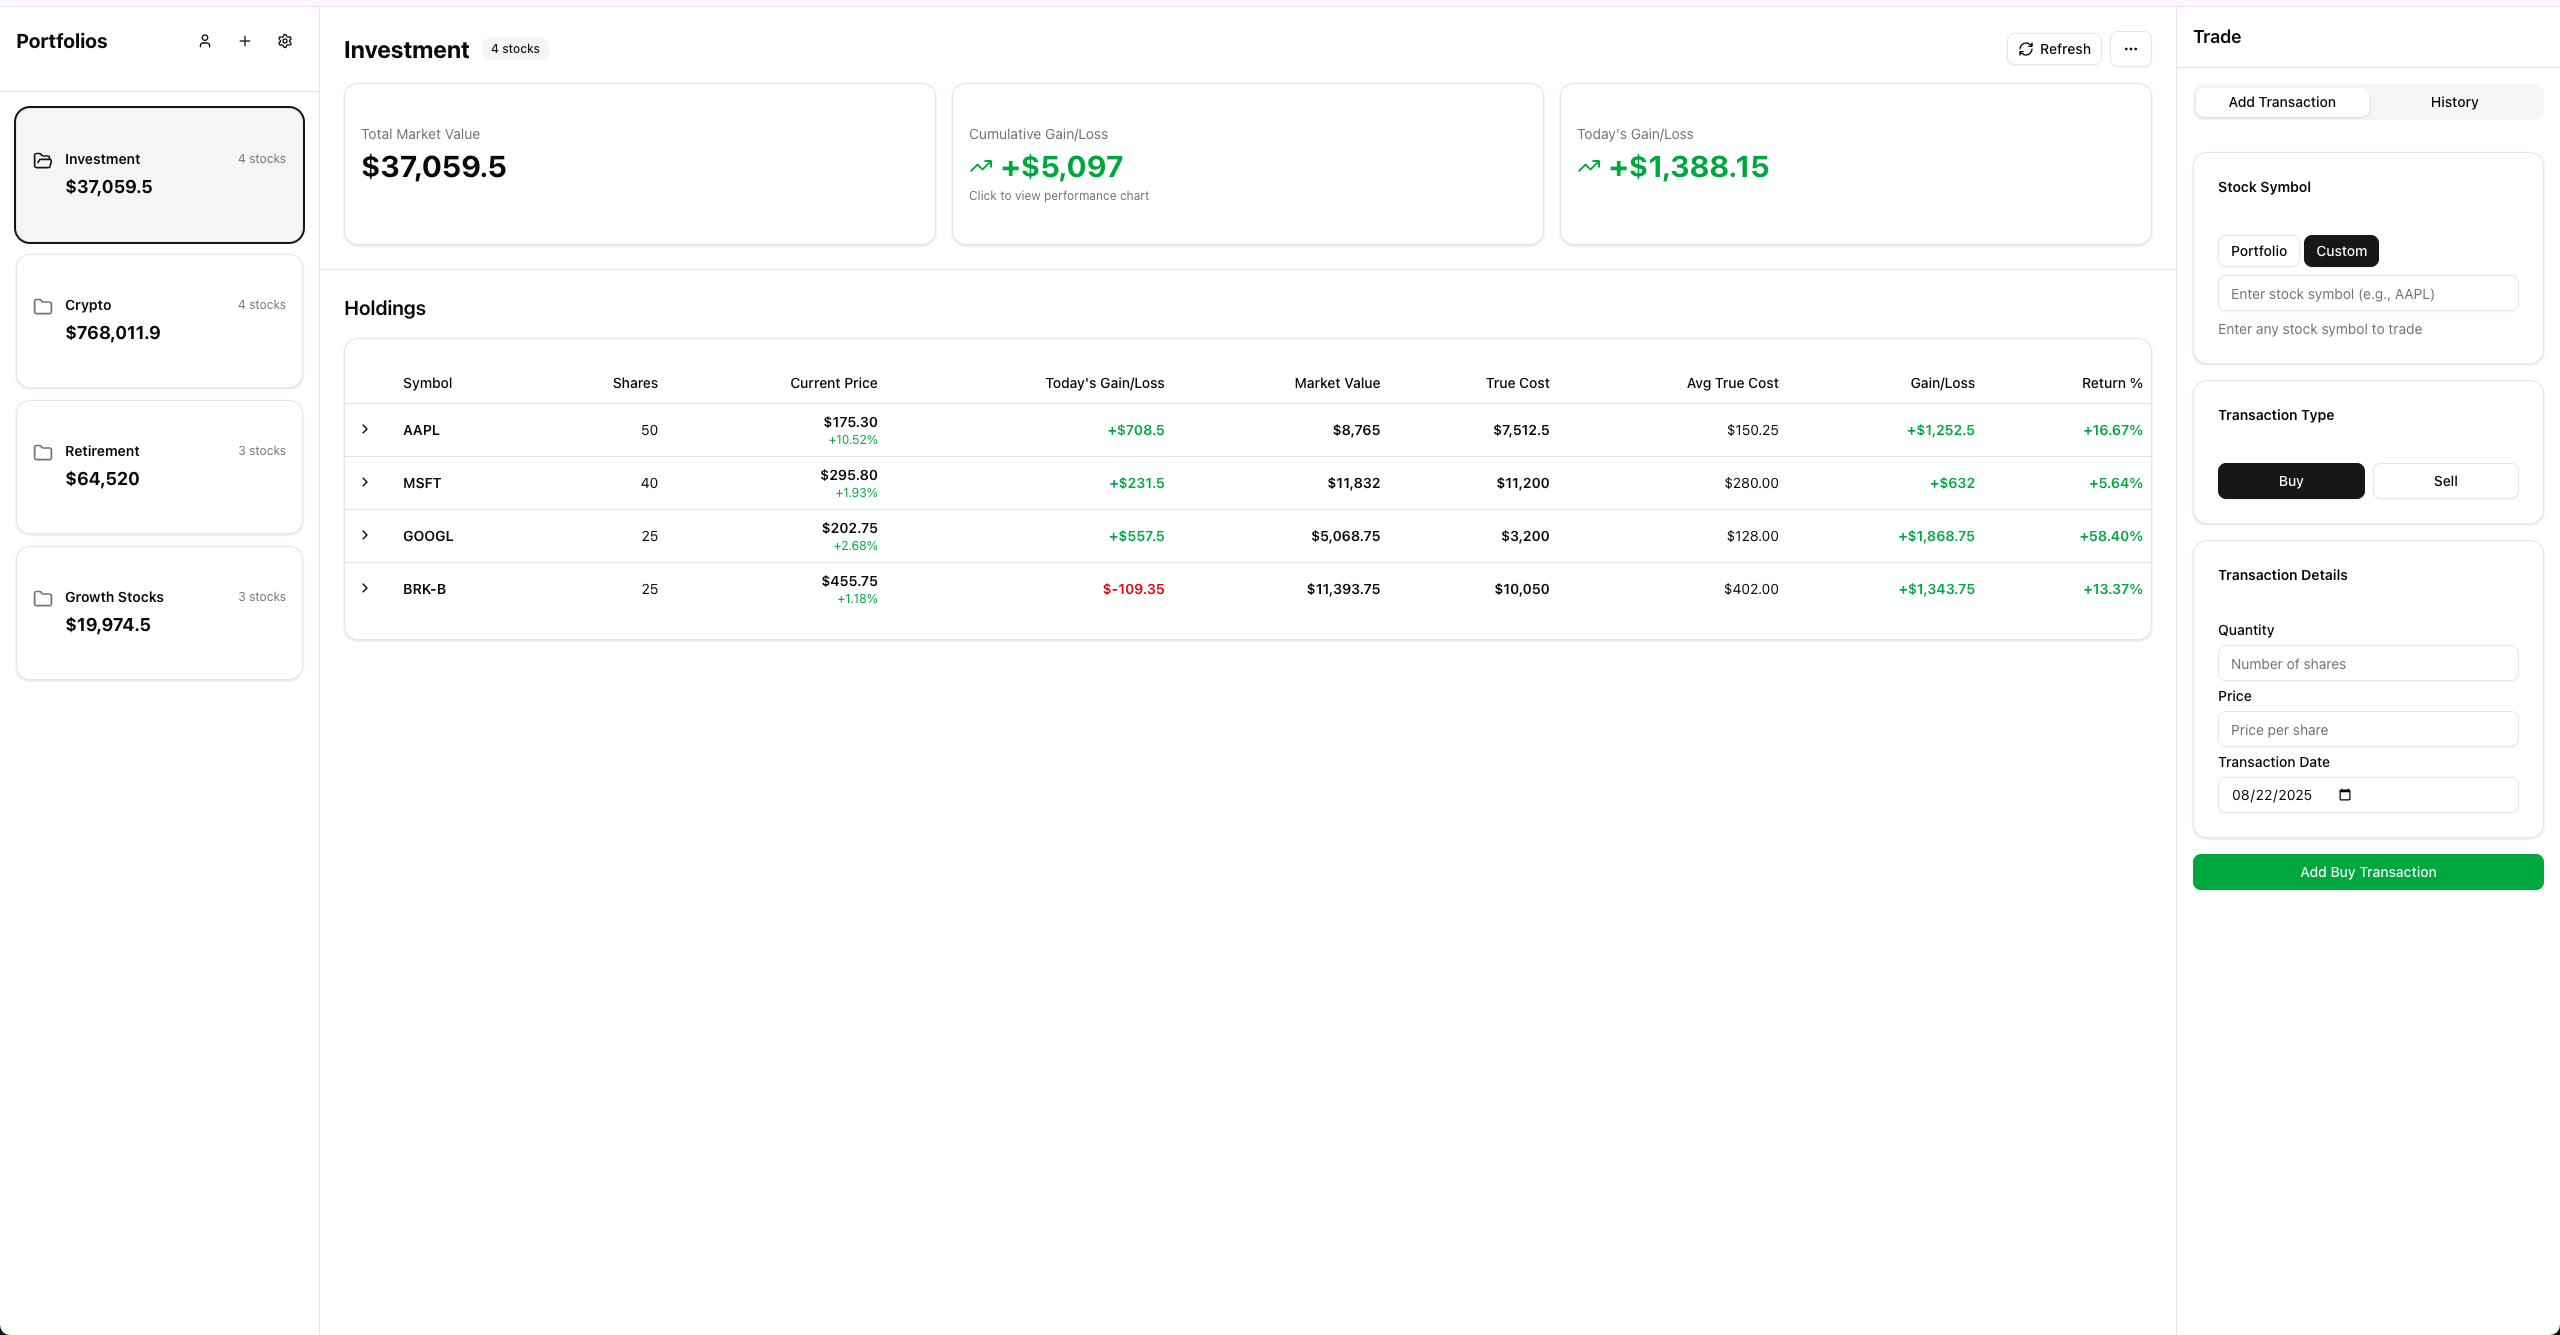 Portfolios
Investment 4 stocks
$37,059.5
Crypto 4 stocks
$768,011.9
Retirement 3 stocks
$64,520
Growth Stocks 3 stocks
$19,974.5
Investment 4 stocks
Refresh
Total Market Value
$37,059.5
Cumulative Gain/Loss
+$5,097
Click to view performance chart
Today's Gain/Loss
+$1,388.15
Holdings
Symbol Shares Current Price Today's Gain/Loss Market Value True Cost Avg True Cost Gain/Loss Return %
AAPL 50 $175.30 +$708.5 $8,765 $7,512.5 $150.25 +$1,252.5 +16.67%
+10.52%
MSFT 40 $295.80 +$231.5 $11,832 $11,200 $280.00 +$632 +5.64%
+1.93%
GOOGL 25 $202.75 +$557.5 $5,068.75 $3,200 $128.00 +$1,868.75 +58.40%
+2.68%
BRK-B 25 $455.75 $-109.35 $11,393.75 $10,050 $402.00 +$1,343.75 +13.37%
+1.18%
Trade
Add Transaction History
Stock Symbol
Portfolio Custom
Enter stock symbol (e.g., AAPL)
Enter any stock symbol to trade
Transaction Type
Buy Sell
Transaction Details
Quantity
Number of shares
Price
Price per share
Transaction Date
08/22/2025
Add Buy Transaction